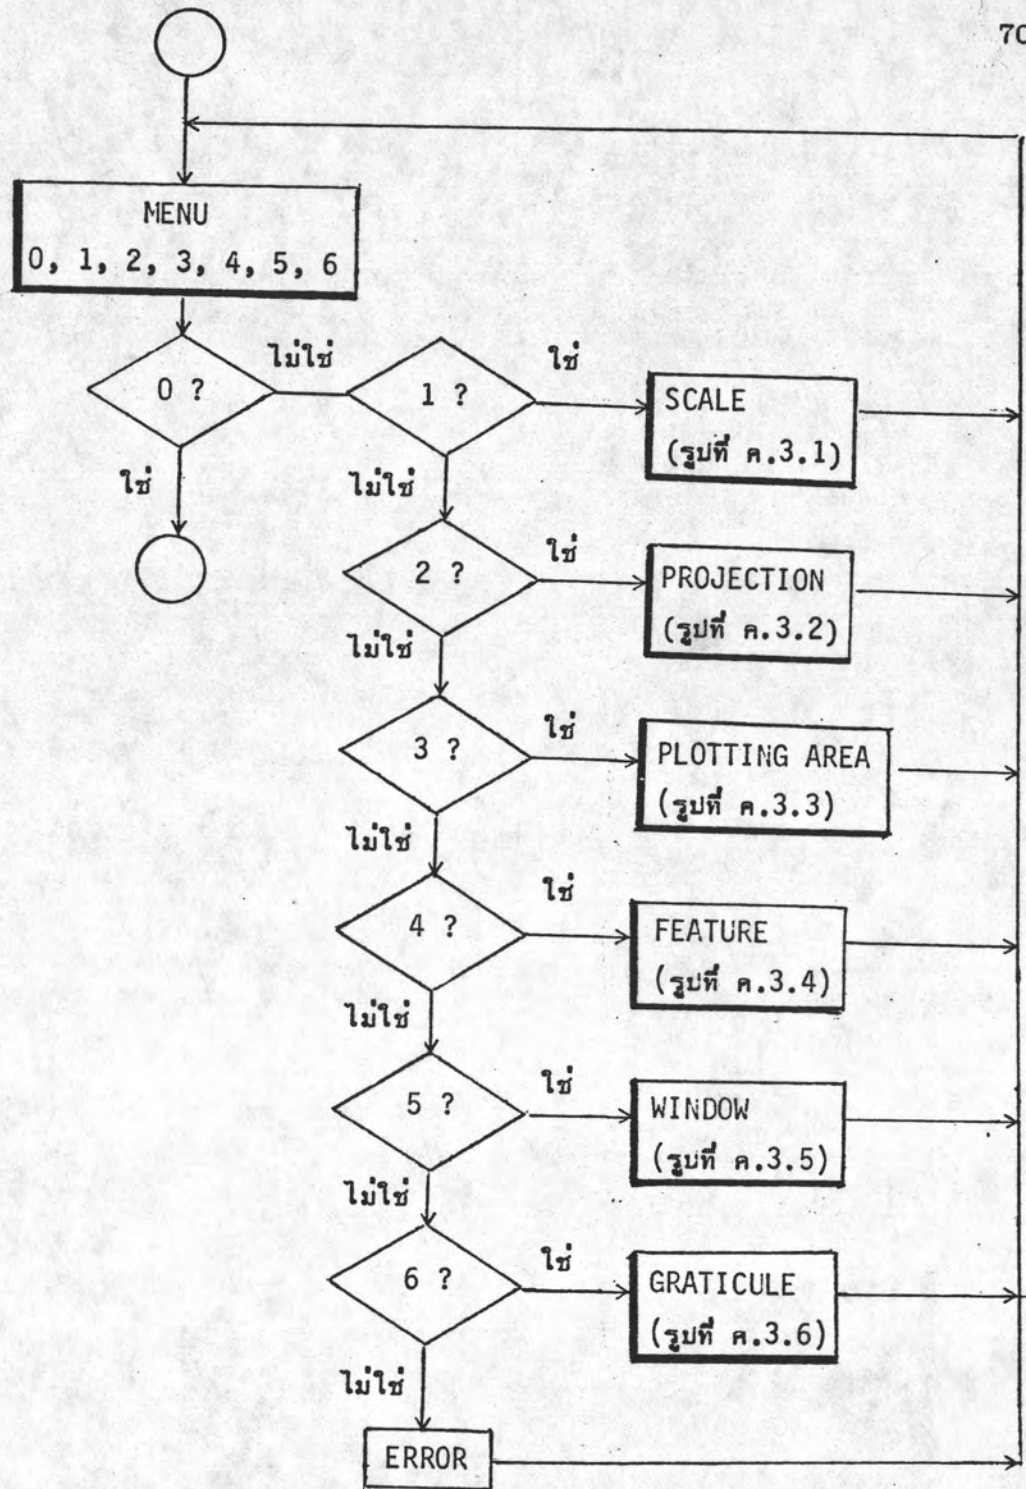 70
MENU
0, 1, 2, 3, 4, 5, 6
0 ?
ไม่ใช่
1 ?
ใช่
SCALE
(รูปที่ ค.3.1)
ใช่
ไม่ใช่
2 ?
ใช่
PROJECTION
(รูปที่ ค.3.2)
ไม่ใช่
3 ?
ใช่
PLOTTING AREA
(รูปที่ ค.3.3)
ไม่ใช่
4 ?
ใช่
FEATURE
(รูปที่ ค.3.4)
ไม่ใช่
5 ?
ใช่
WINDOW
(รูปที่ ค.3.5)
ไม่ใช่
6 ?
ใช่
GRATICULE
(รูปที่ ค.3.6)
ไม่ใช่
ERROR